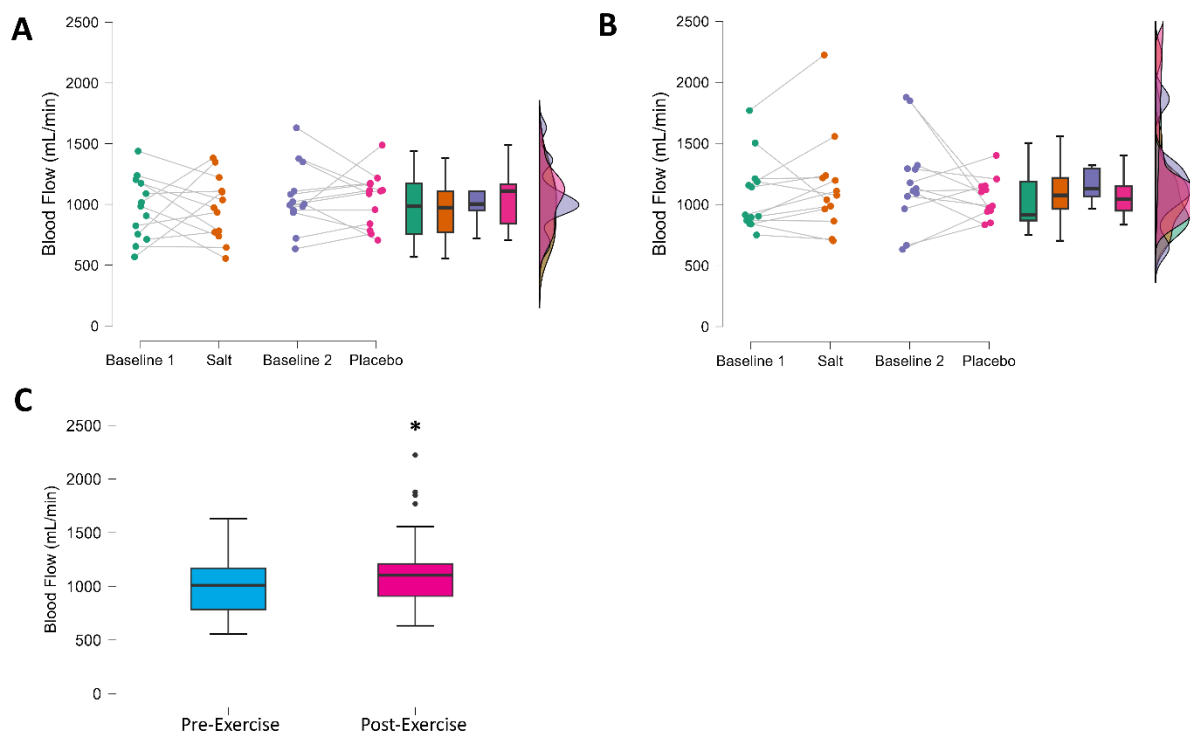 A
Blood Flow (mL/min)
2500
2000
1500
1000
500
0
Baseline 1 Salt Baseline 2 Placebo
B
Blood Flow (mL/min)
2500
2000
1500
1000
500
0
Baseline 1 Salt Baseline 2 Placebo
C
Blood Flow (mL/min)
2500
2000
1500
1000
500
0
*
Pre-Exercise Post-Exercise